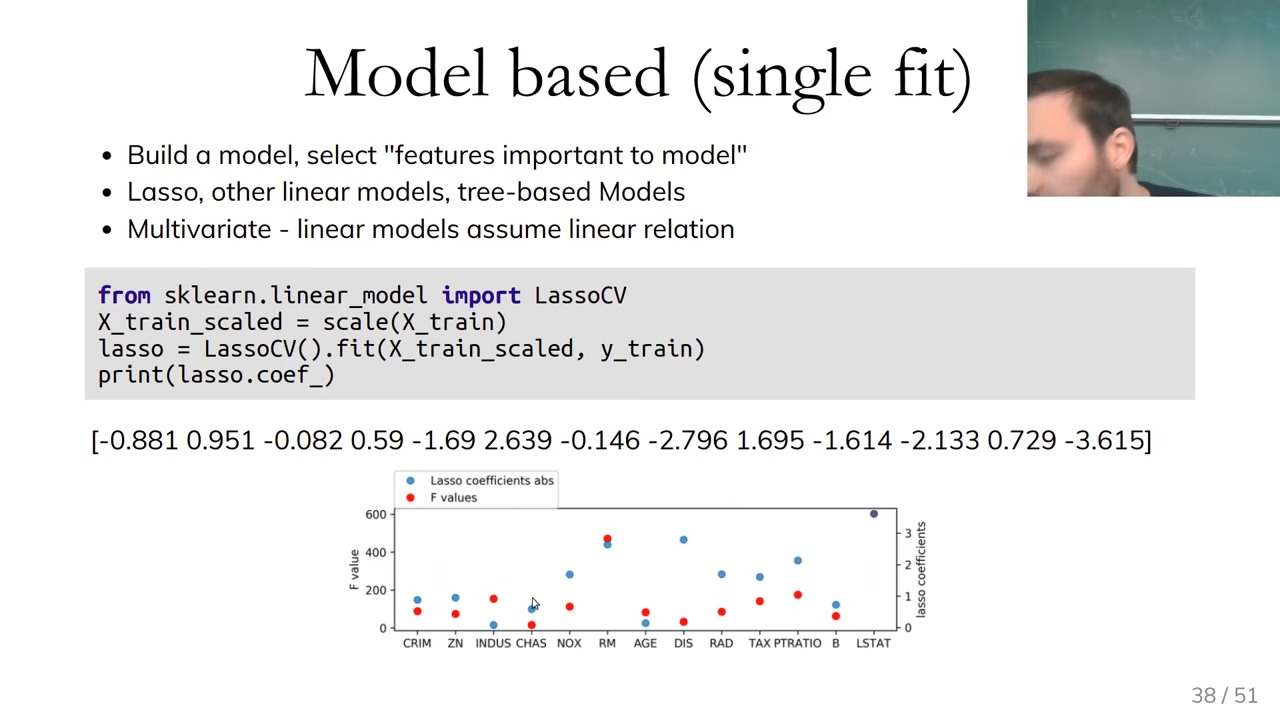 Model based (single fit)
• Build a model, select "features important to model"
• Lasso, other linear models, tree-based Models
• Multivariate - linear models assume linear relation
from sklearn.linear_model import LassoCV
X_train_scaled = scale(X_train)
lasso = LassoCV().fit(X_train_scaled, y_train)
print(lasso.coef_)
[-0.881 0.951 -0.082 0.59 -1.69 2.639 -0.146 -2.796 1.695 -1.614 -2.133 0.729 -3.615]
Lasso coefficients abs
F values
600
400
200
0
F value
3
2
1
0
lasso coefficients
CRIM ZN INDUS CHAS NOX RM AGE DIS RAD TAX PTRATIO B LSTAT
38 / 51